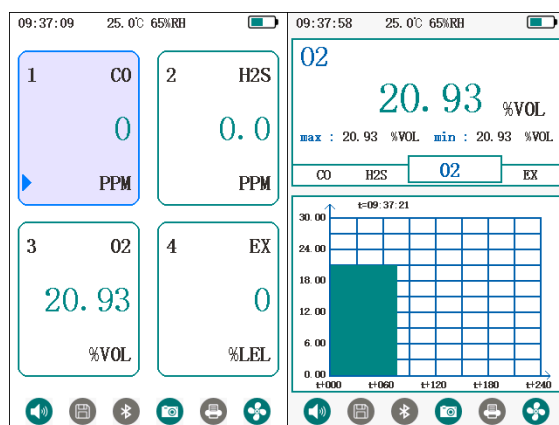 09:37:09 25.0℃ 65%RH
1 CO
0
PPM
2 H2S
0.0
PPM
3 O2
20.93
%VOL
4 EX
0
%LEL
09:37:58 25.0℃ 65%RH
O2
20.93 %VOL
max : 20.93 %VOL min : 20.93 %VOL
CO H2S O2 EX
t=09:37:21
30.00
24.00
18.00
12.00
6.00
0.00
t+000 t+060 t+120 t+180 t+240